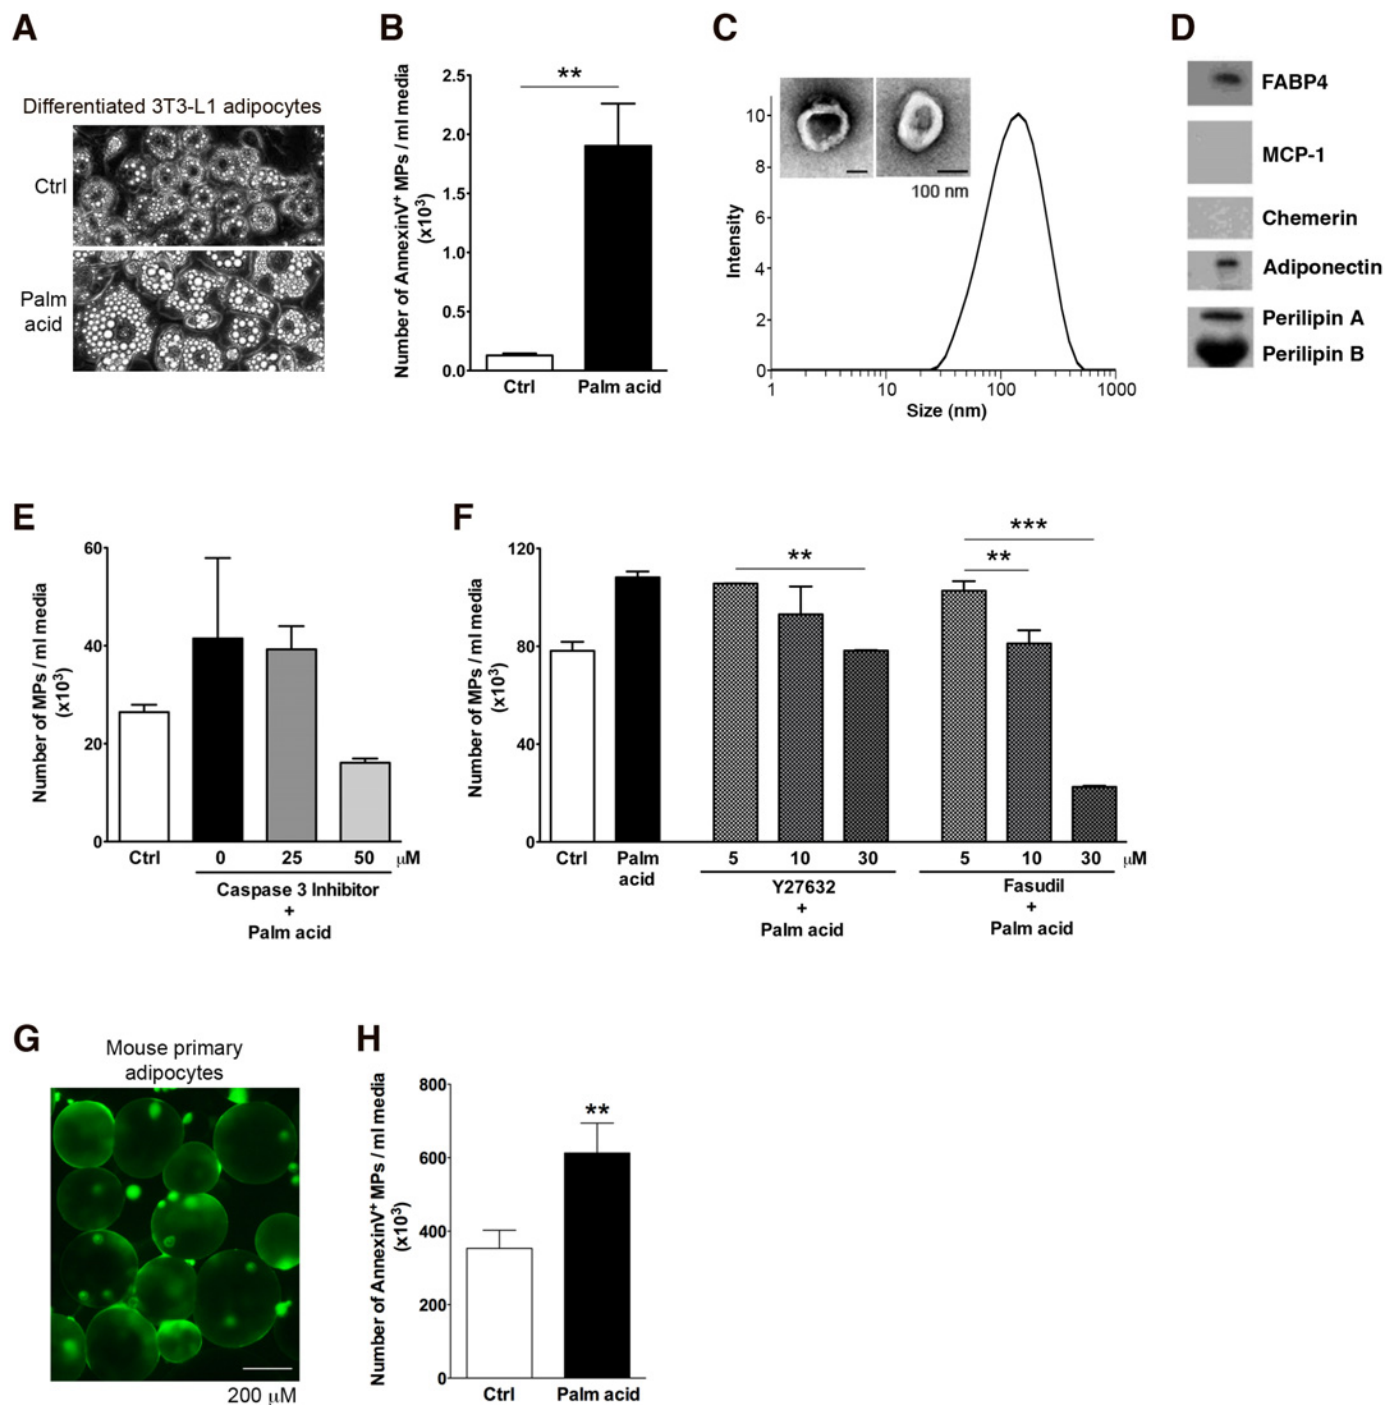 A
Differentiated 3T3-L1 adipocytes
Ctrl
Palm
acid
B
Number of AnnexinV⁺ MPs / ml media
(x10³)
2.5
2.0
1.5
1.0
0.5
0.0
**
Ctrl
Palm acid
C
Intensity
10
8
6
4
2
0
100 nm
1
10
100
1000
Size (nm)
D
FABP4
MCP-1
Chemerin
Adiponectin
Perilipin A
Perilipin B
E
Number of MPs / ml media
(x10³)
60
40
20
0
Ctrl
0
25
50
μM
Caspase 3 Inhibitor
+
Palm acid
F
Number of MPs / ml media
(x10³)
120
80
40
0
**
***
**
Ctrl
Palm
acid
5
10
30
5
10
30
μM
Y27632
+
Palm acid
Fasudil
+
Palm acid
G
Mouse primary
adipocytes
200 μM
H
Number of AnnexinV⁺ MPs / ml media
(x10³)
800
600
400
200
0
**
Ctrl
Palm acid